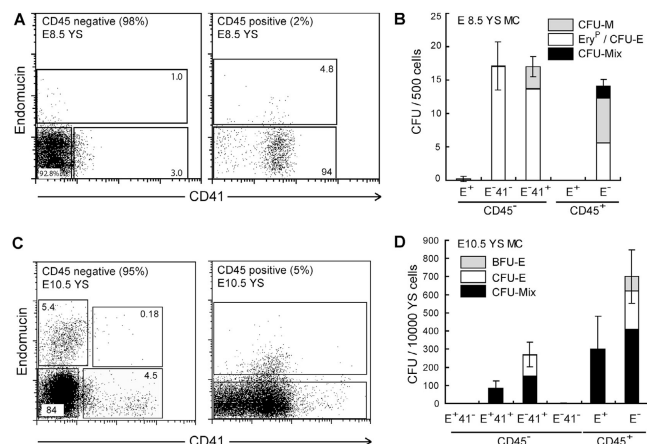 A
CD45 negative (98%)
E8.5 YS
1.0
92.8%
3.0
CD45 positive (2%)
E8.5 YS
4.8
94
Endomucin
CD41
B
E 8.5 YS MC
CFU-M
Ery^P / CFU-E
CFU-Mix
CFU / 500 cells
25
20
15
10
5
0
E⁺ E⁻41⁻ E⁻41⁺ E⁺ E⁻
CD45⁻ CD45⁺
C
CD45 negative (95%)
E10.5 YS
5.4
0.18
4.5
84
CD45 positive (5%)
E10.5 YS
Endomucin
CD41
D
E10.5 YS MC
BFU-E
CFU-E
CFU-Mix
CFU / 10000 YS cells
900
800
700
600
500
400
300
200
100
0
E⁺41⁻ E⁺41⁺ E⁻41⁺ E⁻41⁻ E⁺ E⁻
CD45⁻ CD45⁺